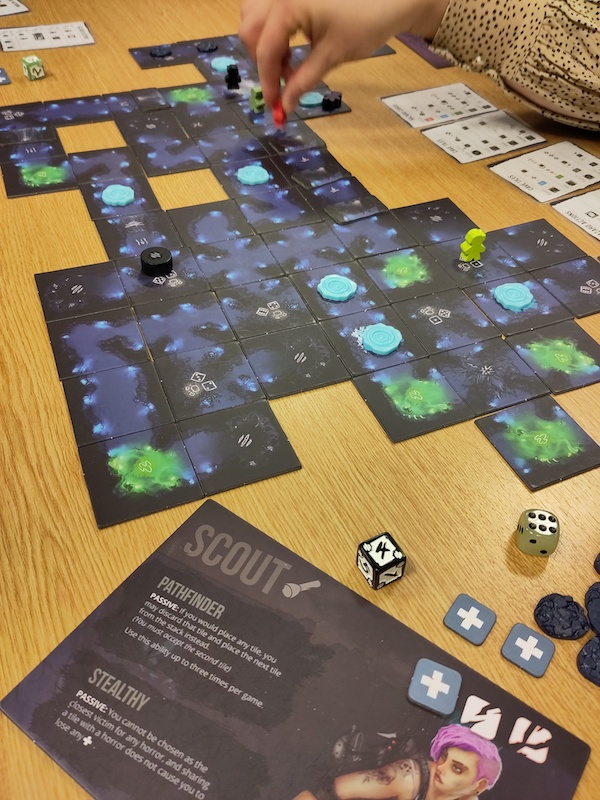 SCOUT
PATHFINDER
PASSIVE: If you would place any tile, you
may discard that tile and place the next tile
from the stack instead.
(You must accept the second tile)
Use this ability up to three times per game.
STEALTHY
PASSIVE: You cannot be chosen as the
closest victim for any horror, and sharing
a tile with a horror does not cause you to
lose any